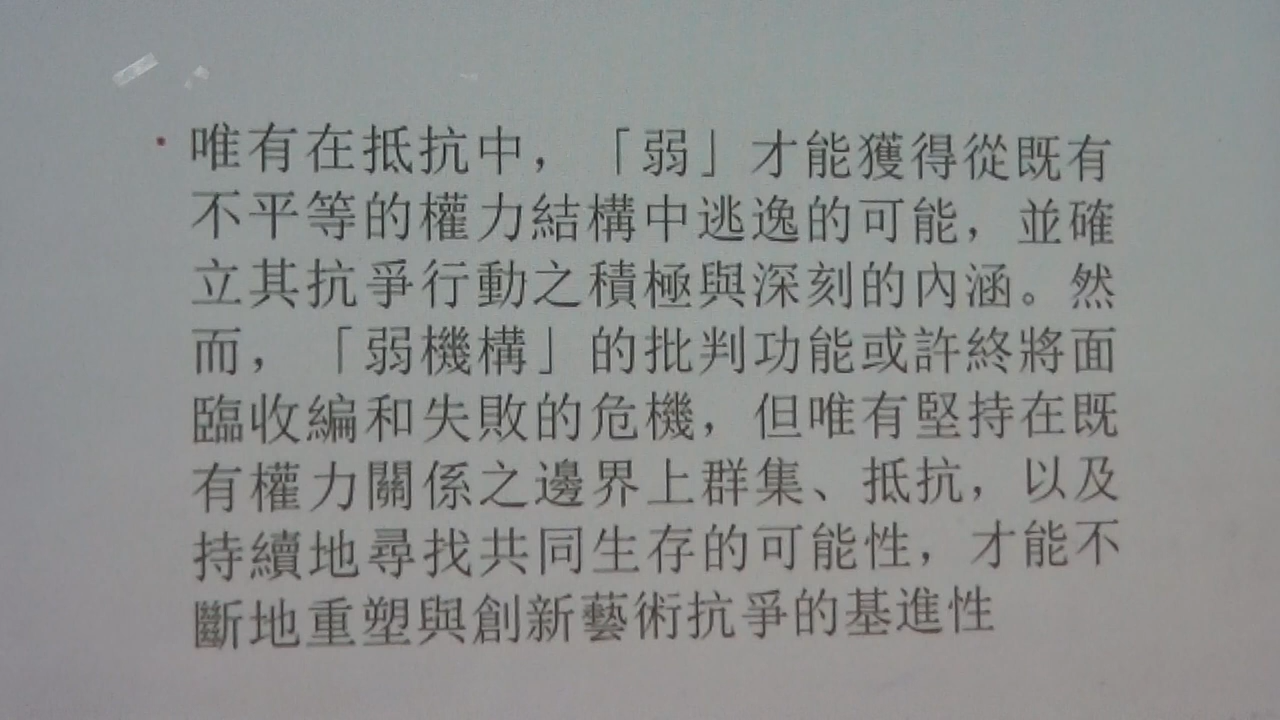 · 唯有在抵抗中，「弱」才能獲得從既有
不平等的權力結構中逃逸的可能，並確
立其抗爭行動之積極與深刻的內涵。然
而，「弱機構」的批判功能或許終將面
臨收編和失敗的危機，但唯有堅持在既
有權力關係之邊界上群集、抵抗，以及
持續地尋找共同生存的可能性，才能不
斷地重塑與創新藝術抗爭的基進性